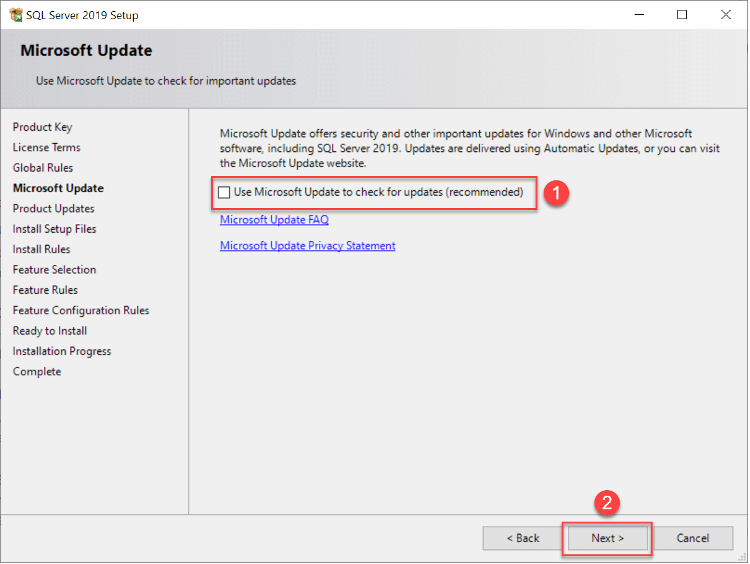 SQL Server 2019 Setup
Microsoft Update
Use Microsoft Update to check for important updates
Product Key
License Terms
Global Rules
Microsoft Update
Product Updates
Install Setup Files
Install Rules
Feature Selection
Feature Rules
Feature Configuration Rules
Ready to Install
Installation Progress
Complete
Microsoft Update offers security and other important updates for Windows and other Microsoft
software, including SQL Server 2019. Updates are delivered using Automatic Updates, or you can visit
the Microsoft Update website.
Use Microsoft Update to check for updates (recommended)
1
Microsoft Update FAQ
Microsoft Update Privacy Statement
2
< Back
Next >
Cancel